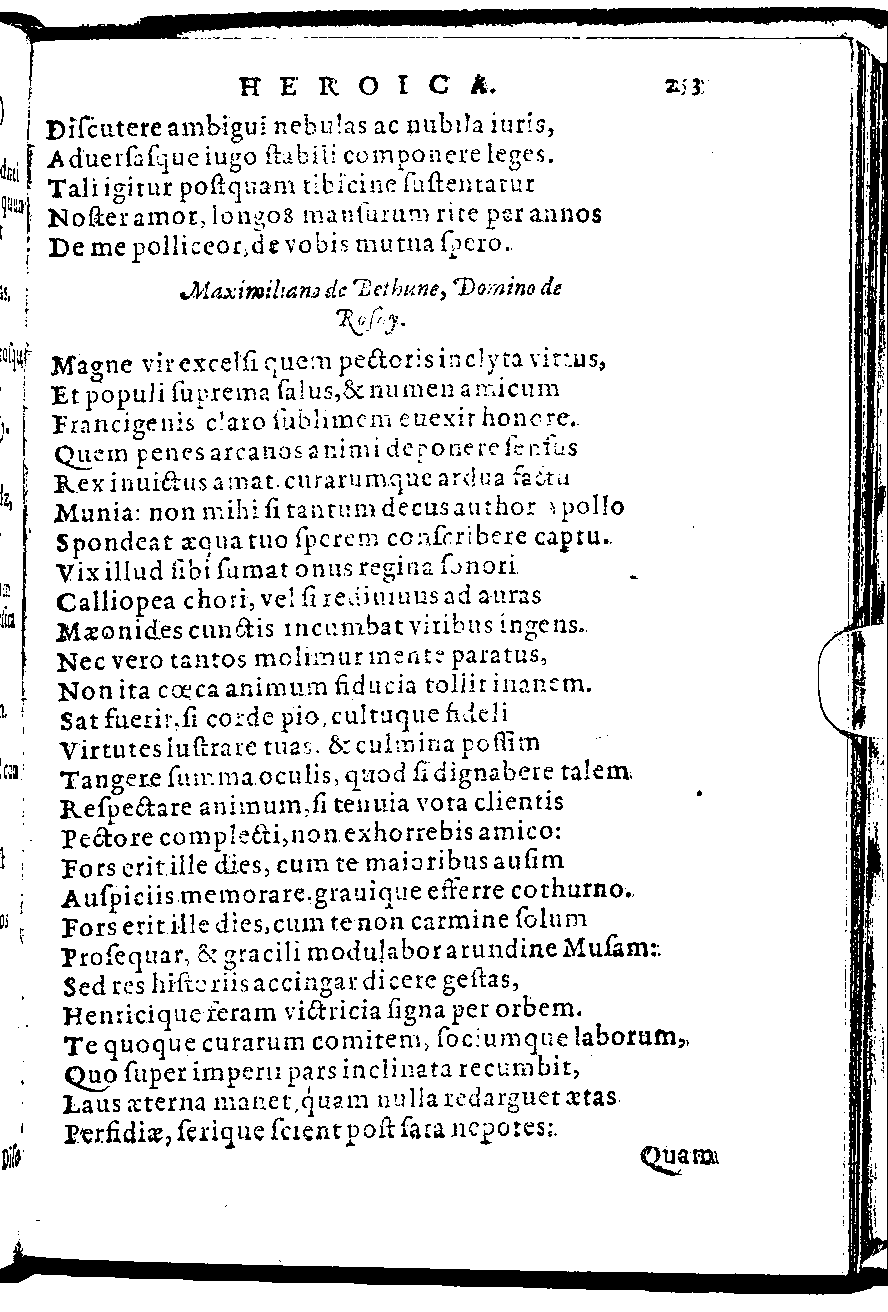 HEROICA. 253
Diſcutere ambigui nebulas ac nubila iuris,
Aduerſaſque iugo ſtabili componere leges.
Tali igitur poſtquam tibicine ſuſtentatur
Noſter amor, longos manſurum rite per annos
De me polliceor, de vobis mutua ſpero.
Maximiliano de Bethune, Domino de
Roſny.
Magne vir excelſi quem pectoris inclyta virtus,
Et populi ſuprema ſalus, & numen amicum
Francigenis claro ſublimem euexit honore.
Quem penes arcanos animi deponere ſenſus
Rex inuictus amat. curarumque ardua factu
Munia: non mihi ſi tantum decus author Apollo
Spondeat æqua tuo ſperem conſcribere captu.
Vix illud ſibi ſumat onus regina ſonori
Calliopea chori, vel ſi rediuiuus ad auras
Mæonides cunctis incumbat viribus ingens.
Nec vero tantos molimur mente paratus,
Non ita cœca animum fiducia tollit inanem.
Sat fuerit, ſi corde pio, cultuque fideli
Virtutes luſtrare tuas. & culmina poſſim
Tangere ſumma oculis, quod ſi dignabere talem
Reſpectare animum, ſi tenuia vota clientis
Pectore complecti, non exhorrebis amico:
Fors erit ille dies, cum te maioribus auſim
Auſpiciis memorare. grauique efferre cothurno.
Fors erit ille dies, cum te non carmine ſolum
Proſequar, & gracili modulabor arundine Muſam:
Sed res hiſtoriis accingar dicere geſtas,
Henricique feram victricia ſigna per orbem.
Te quoque curarum comitem, ſociumque laborum,
Quo ſuper imperii pars inclinata recumbit,
Laus æterna manet, quam nulla redarguet ætas
Perfidiæ, ſerique ſcient poſt fata nepotes:
Quam